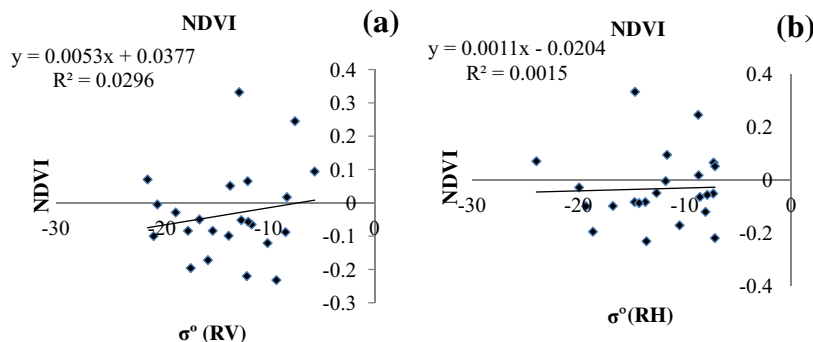 NDVI
(a)
y = 0.0053x + 0.0377
R² = 0.0296
0.4
0.3
0.2
0.1
0
-0.1
-0.2
-0.3
-30
-20
-10
0
NDVI
σº (RV)
NDVI
(b)
y = 0.0011x - 0.0204
R² = 0.0015
0.4
0.2
0
-0.2
-0.4
-30
-20
-10
0
NDVI
σº(RH)